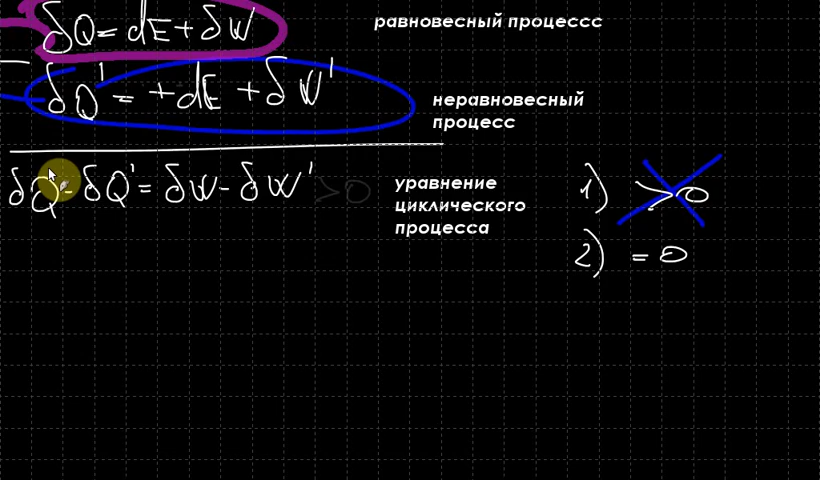 δQ = dE + δW
равновесный процессс
δQ' = +dE + δW'
неравновесный
процесс
δQ - δQ' = δW - δW' >0
уравнение
циклического
процесса
1) >0
2) =0